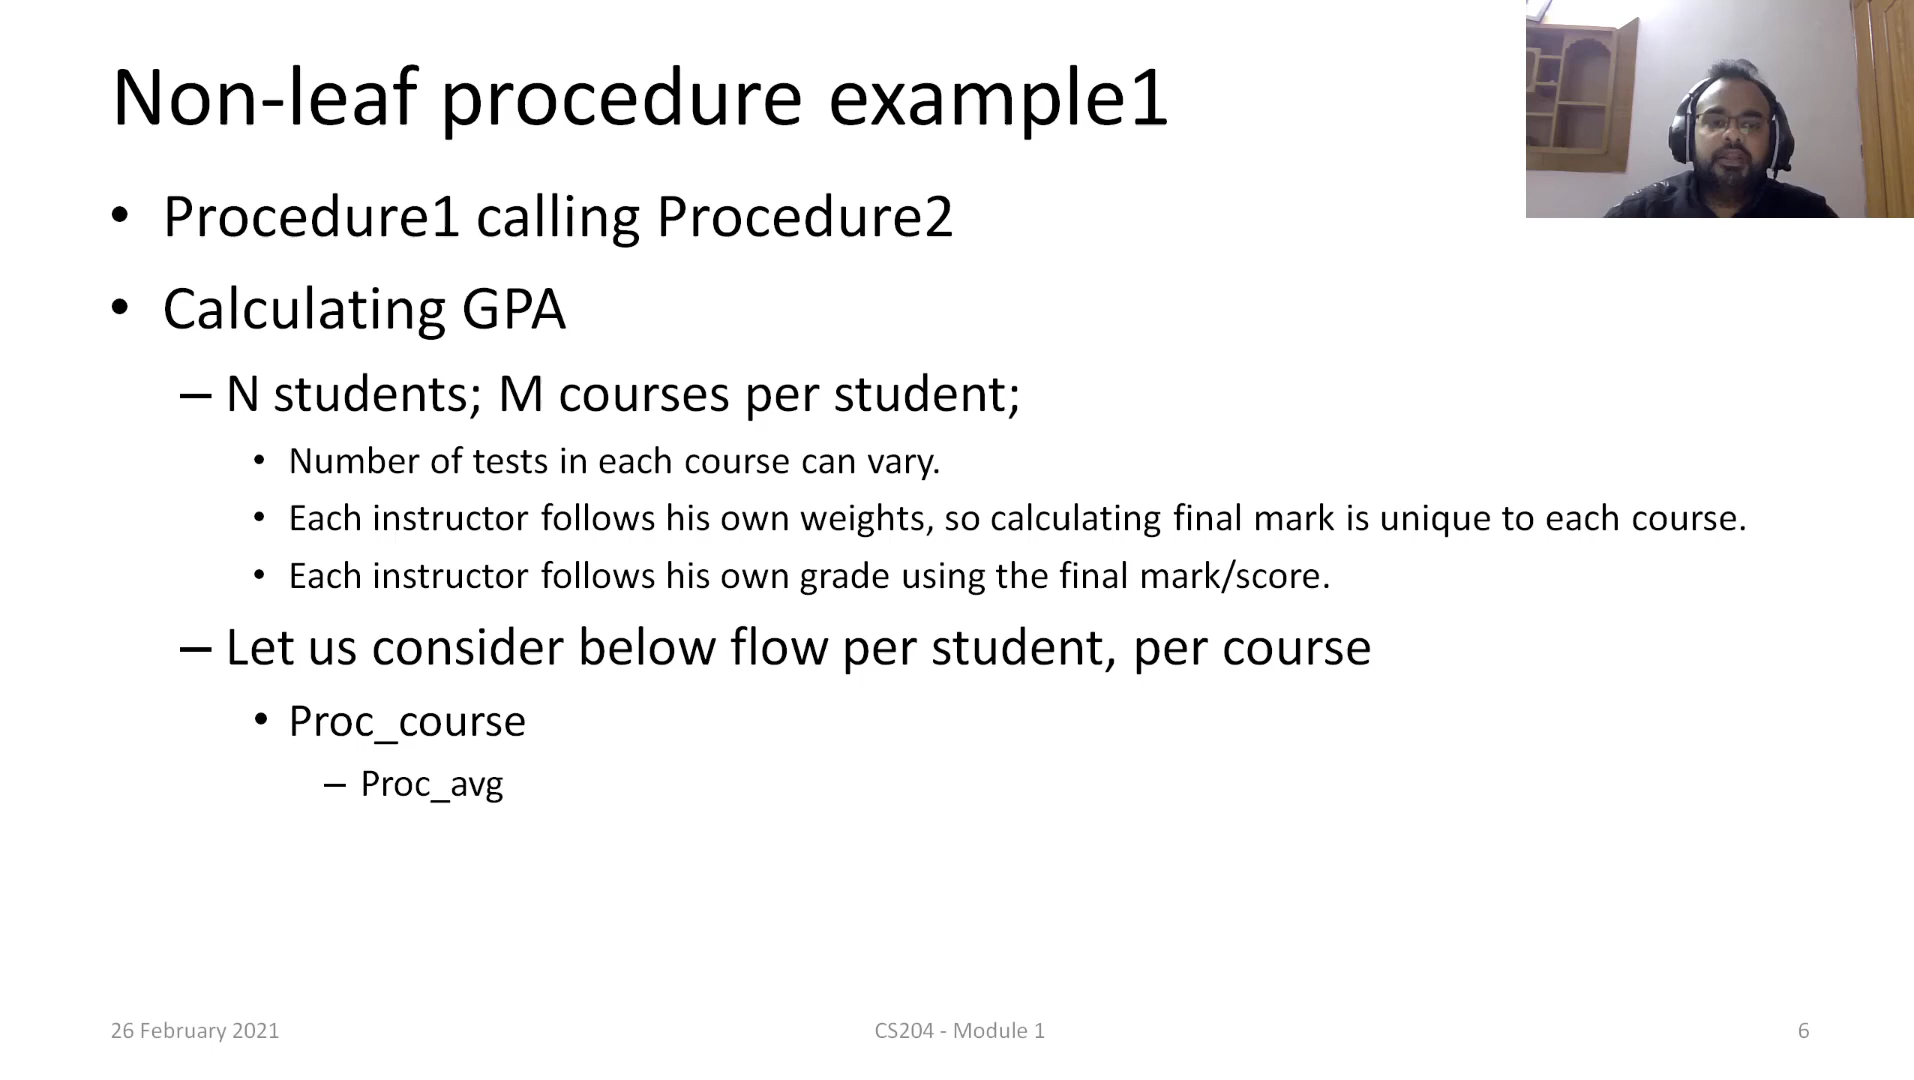 Non-leaf procedure example1
• Procedure1 calling Procedure2
• Calculating GPA
– N students; M courses per student;
• Number of tests in each course can vary.
• Each instructor follows his own weights, so calculating final mark is unique to each course.
• Each instructor follows his own grade using the final mark/score.
– Let us consider below flow per student, per course
• Proc_course
– Proc_avg
26 February 2021
CS204 - Module 1
6